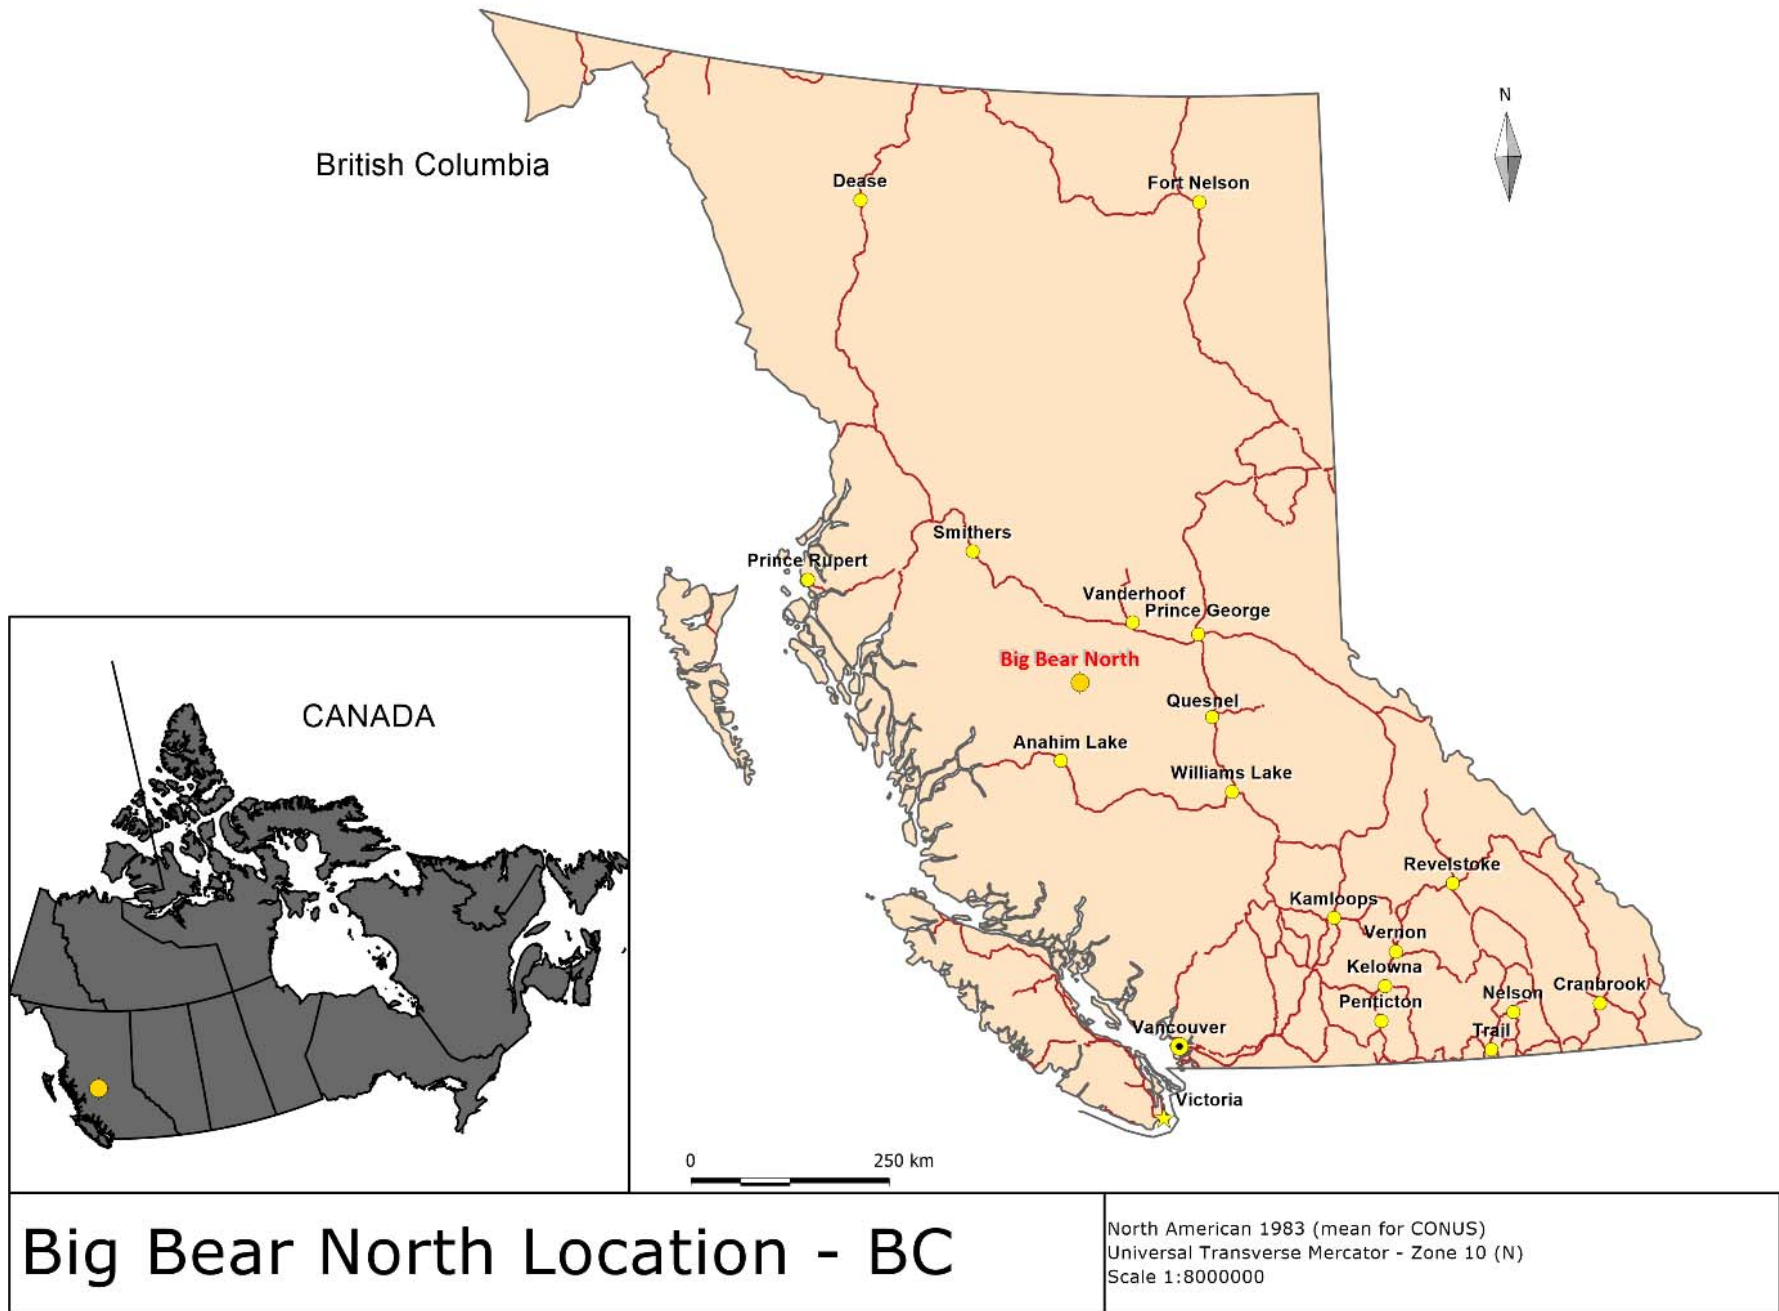 N
British Columbia
Dease
Fort Nelson
Smithers
Prince Rupert
Vanderhoof
Prince George
Big Bear North
Quesnel
Anahim Lake
Williams Lake
CANADA
Revelstoke
Kamloops
Vernon
Kelowna
Cranbrook
Nelson
Penticton
Trail
Vancouver
Victoria
0 250 km
Big Bear North Location - BC
North American 1983 (mean for CONUS)
Universal Transverse Mercator - Zone 10 (N)
Scale 1:8000000